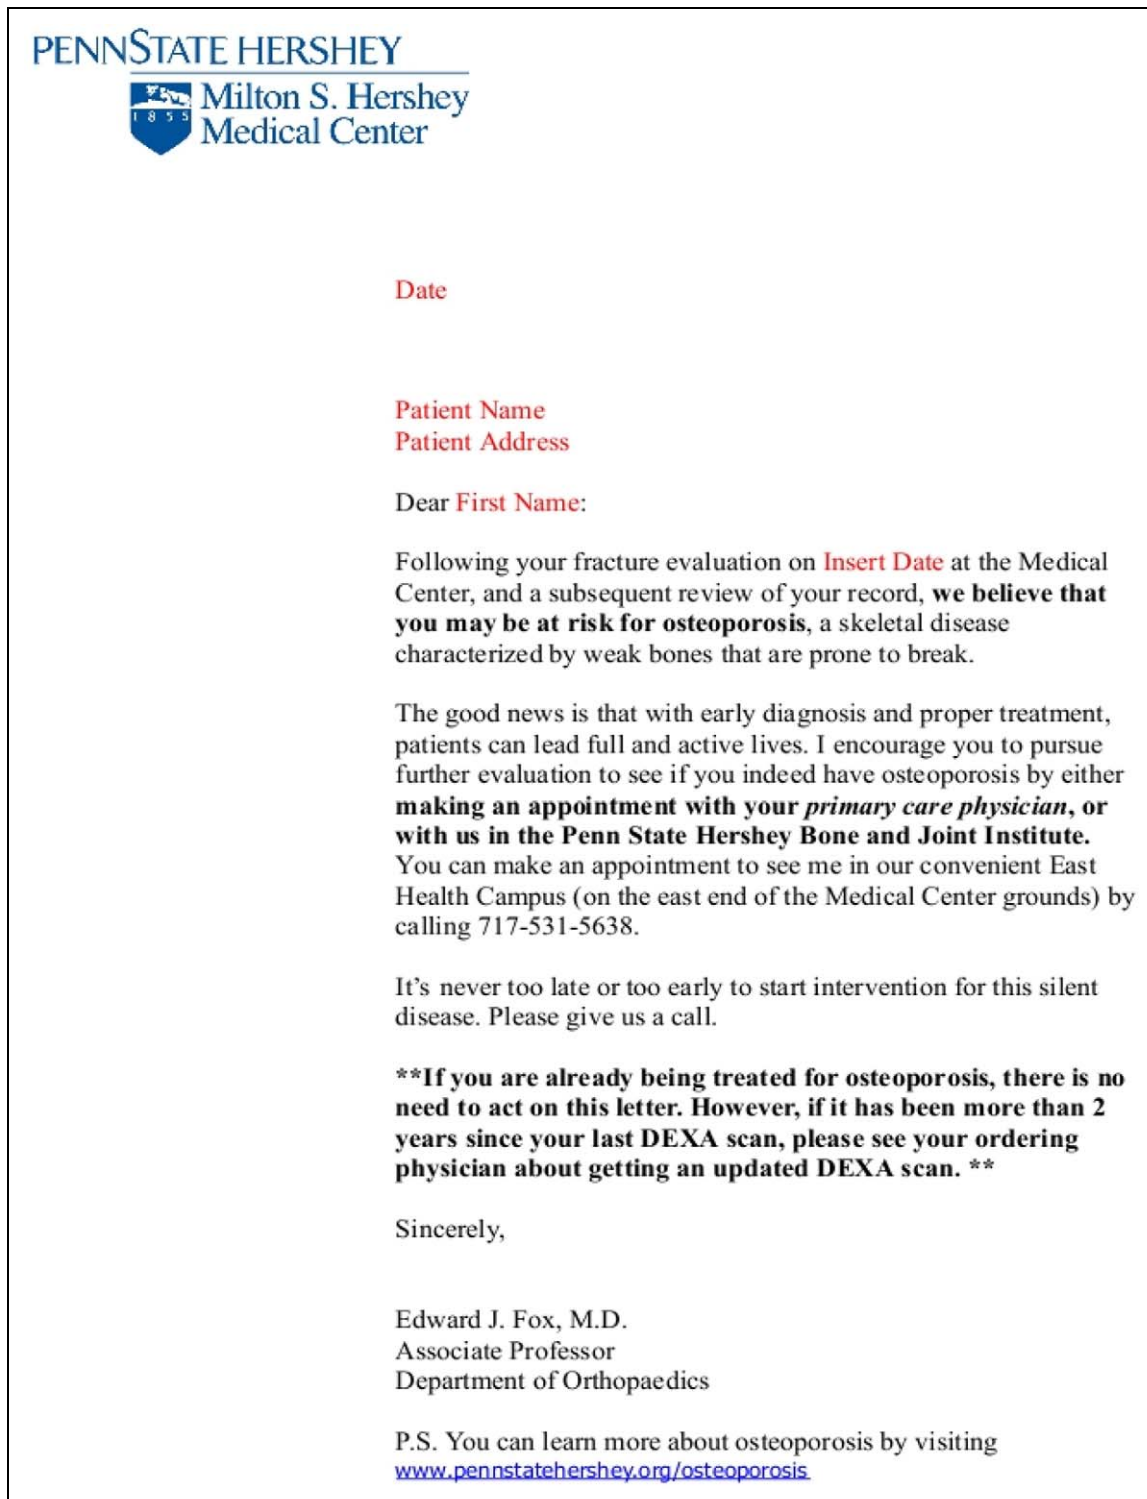 PENNSTATE HERSHEY
Milton S. Hershey
1855
Medical Center
Date
Patient Name
Patient Address
Dear First Name:
Following your fracture evaluation on Insert Date at the Medical
Center, and a subsequent review of your record, we believe that
you may be at risk for osteoporosis, a skeletal disease
characterized by weak bones that are prone to break.
The good news is that with early diagnosis and proper treatment,
patients can lead full and active lives. I encourage you to pursue
further evaluation to see if you indeed have osteoporosis by either
making an appointment with your primary care physician, or
with us in the Penn State Hershey Bone and Joint Institute.
You can make an appointment to see me in our convenient East
Health Campus (on the east end of the Medical Center grounds) by
calling 717-531-5638.
It's never too late or too early to start intervention for this silent
disease. Please give us a call.
**If you are already being treated for osteoporosis, there is no
need to act on this letter. However, if it has been more than 2
years since your last DEXA scan, please see your ordering
physician about getting an updated DEXA scan. **
Sincerely,
Edward J. Fox, M.D.
Associate Professor
Department of Orthopaedics
P.S. You can learn more about osteoporosis by visiting
www.pennstatehershey.org/osteoporosis